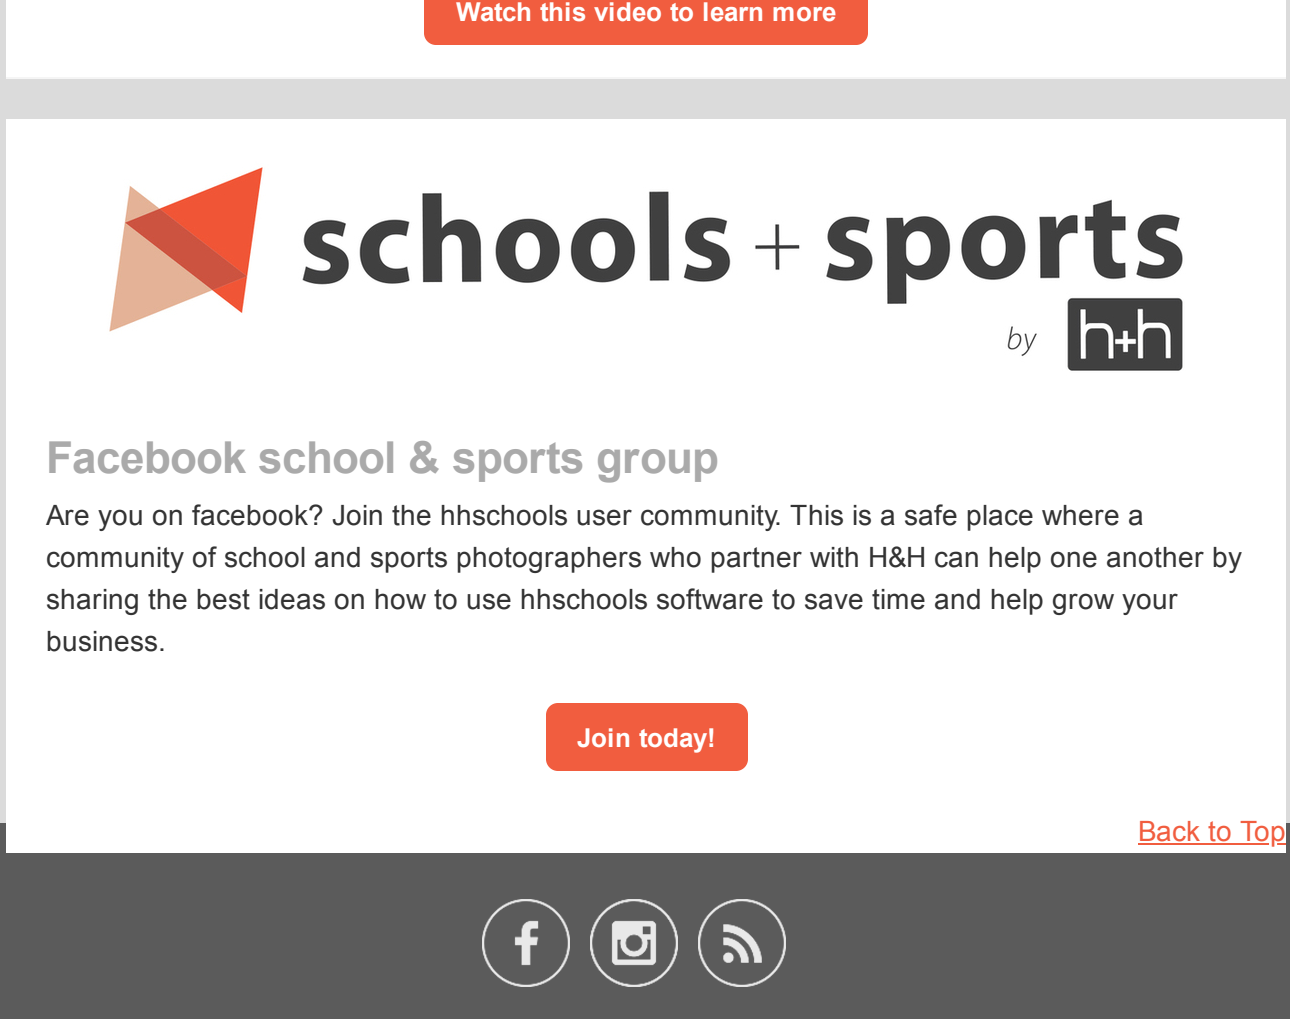 Watch this video to learn more
schools + sports
by h+h
Facebook school & sports group
Are you on facebook? Join the hhschools user community. This is a safe place where a
community of school and sports photographers who partner with H&H can help one another by
sharing the best ideas on how to use hhschools software to save time and help grow your
business.
Join today!
Back to Top